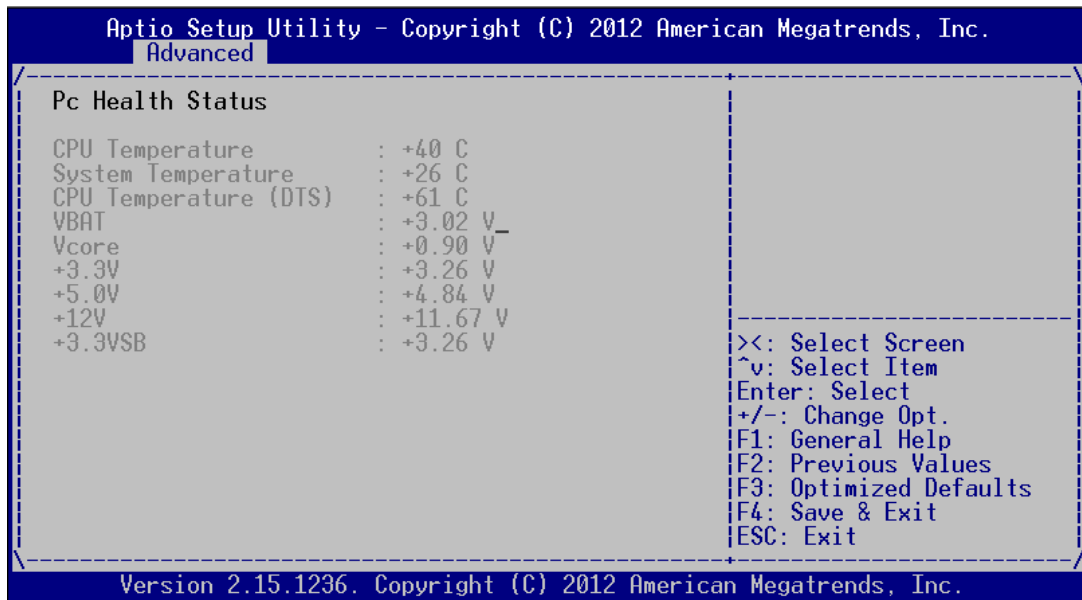 Aptio Setup Utility – Copyright (C) 2012 American Megatrends, Inc.
Advanced
Pc Health Status
CPU Temperature : +40 C
System Temperature : +26 C
CPU Temperature (DTS) : +61 C
VBAT : +3.02 V_
Vcore : +0.90 V
+3.3V : +3.26 V
+5.0V : +4.84 V
+12V : +11.67 V
+3.3VSB : +3.26 V
><: Select Screen
^v: Select Item
Enter: Select
+/-: Change Opt.
F1: General Help
F2: Previous Values
F3: Optimized Defaults
F4: Save & Exit
ESC: Exit
Version 2.15.1236. Copyright (C) 2012 American Megatrends, Inc.